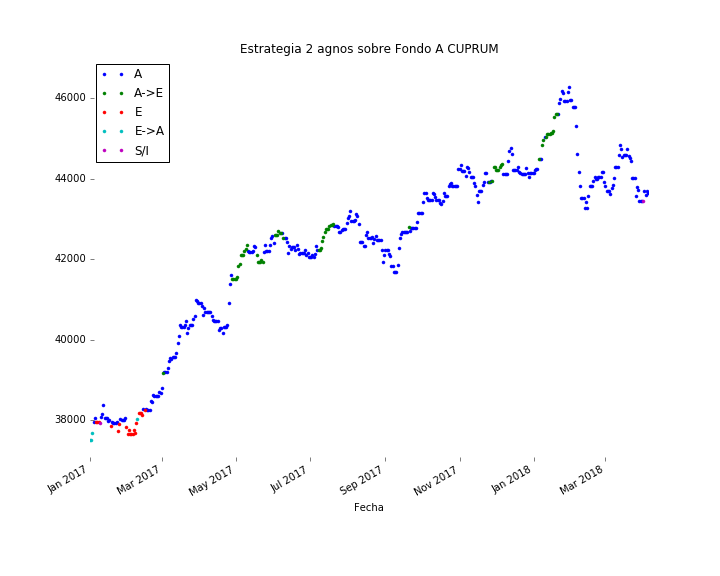 Estrategia 2 agnos sobre Fondo A CUPRUM
A
A->E
E
E->A
S/I
46000
44000
42000
40000
38000
Jan 2017
Mar 2017
May 2017
Jul 2017
Sep 2017
Nov 2017
Jan 2018
Mar 2018
Fecha